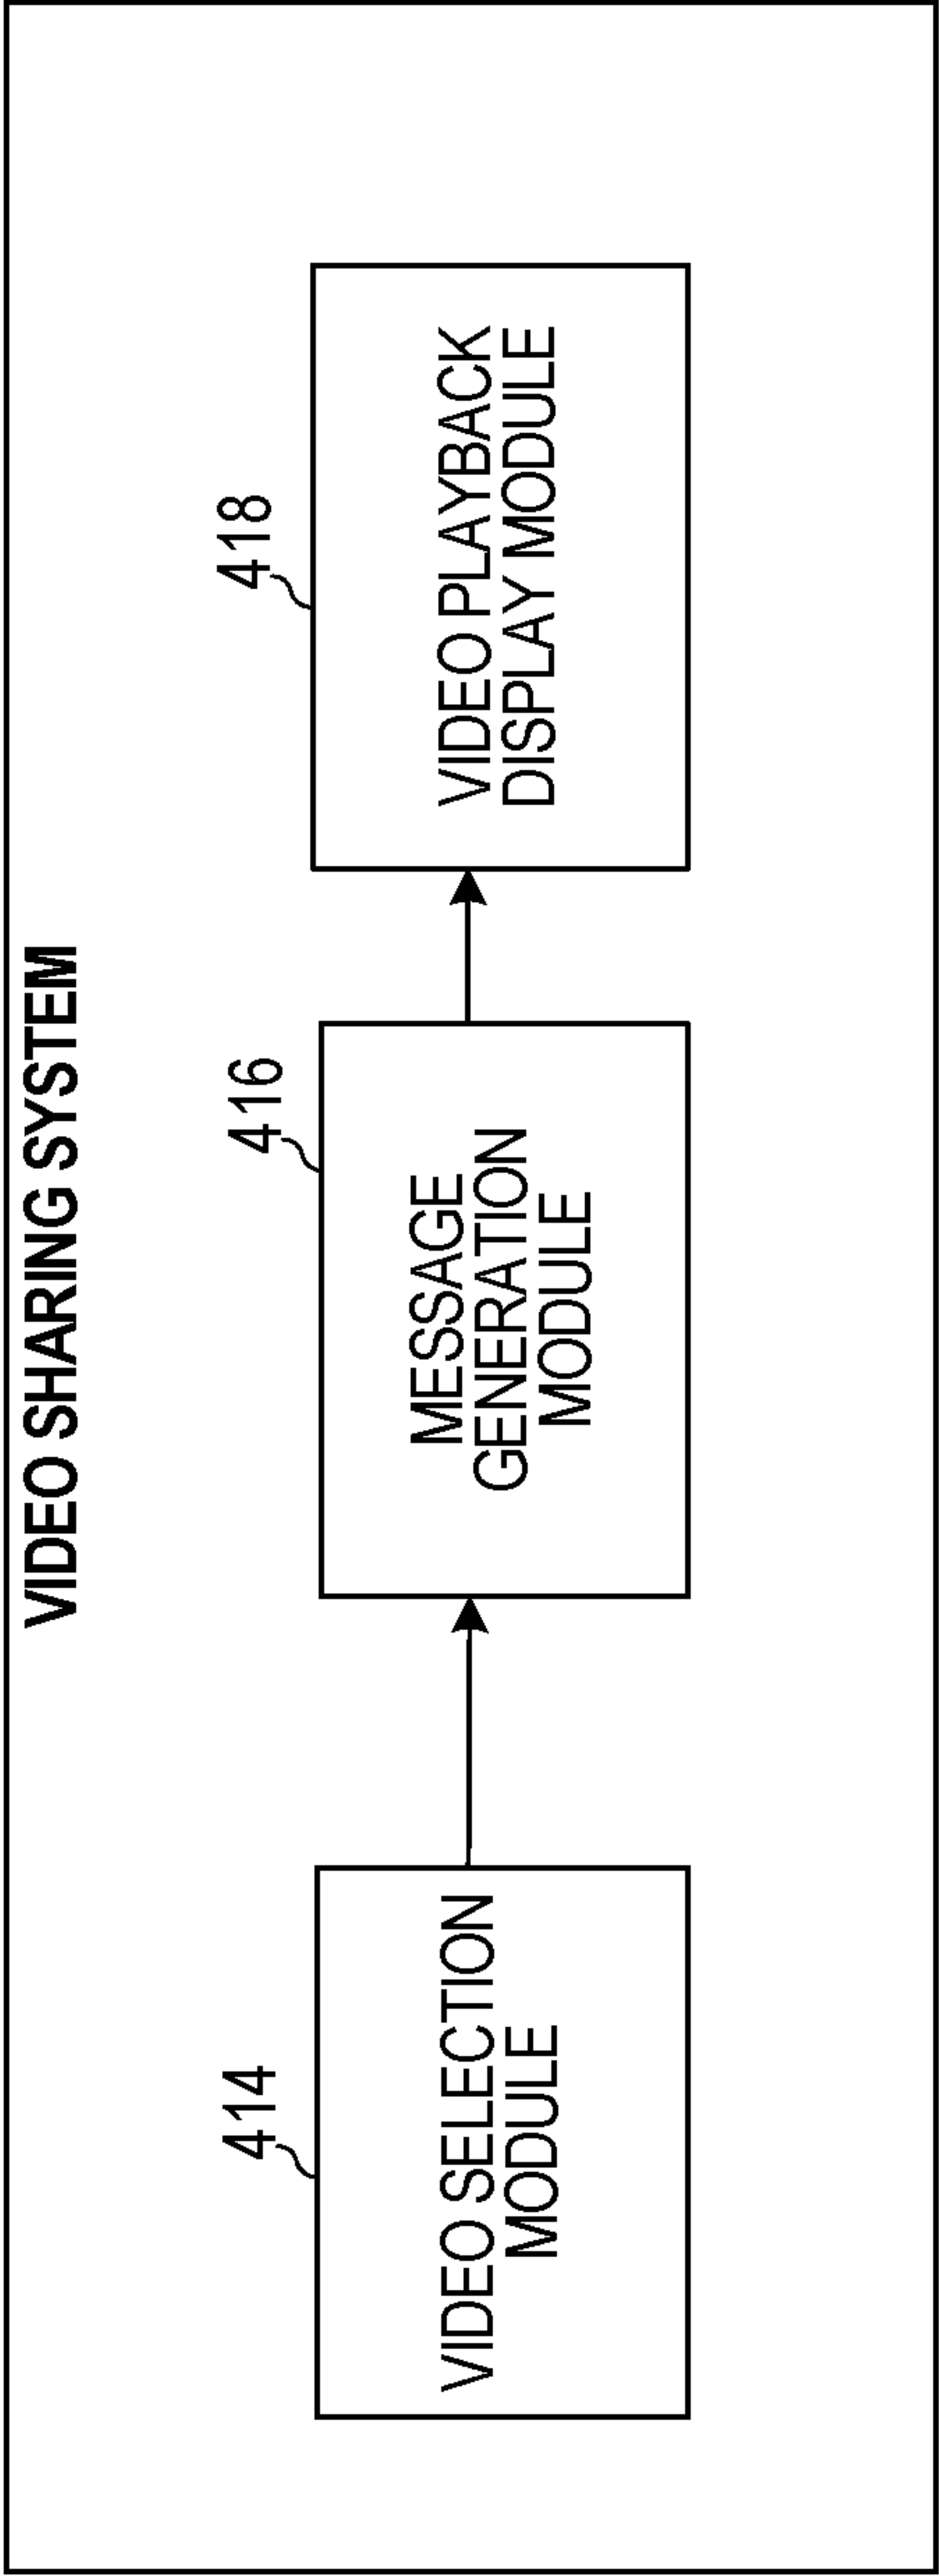 VIDEO SHARING SYSTEM
414
VIDEO SELECTION
MODULE
416
MESSAGE
GENERATION
MODULE
418
VIDEO PLAYBACK
DISPLAY MODULE